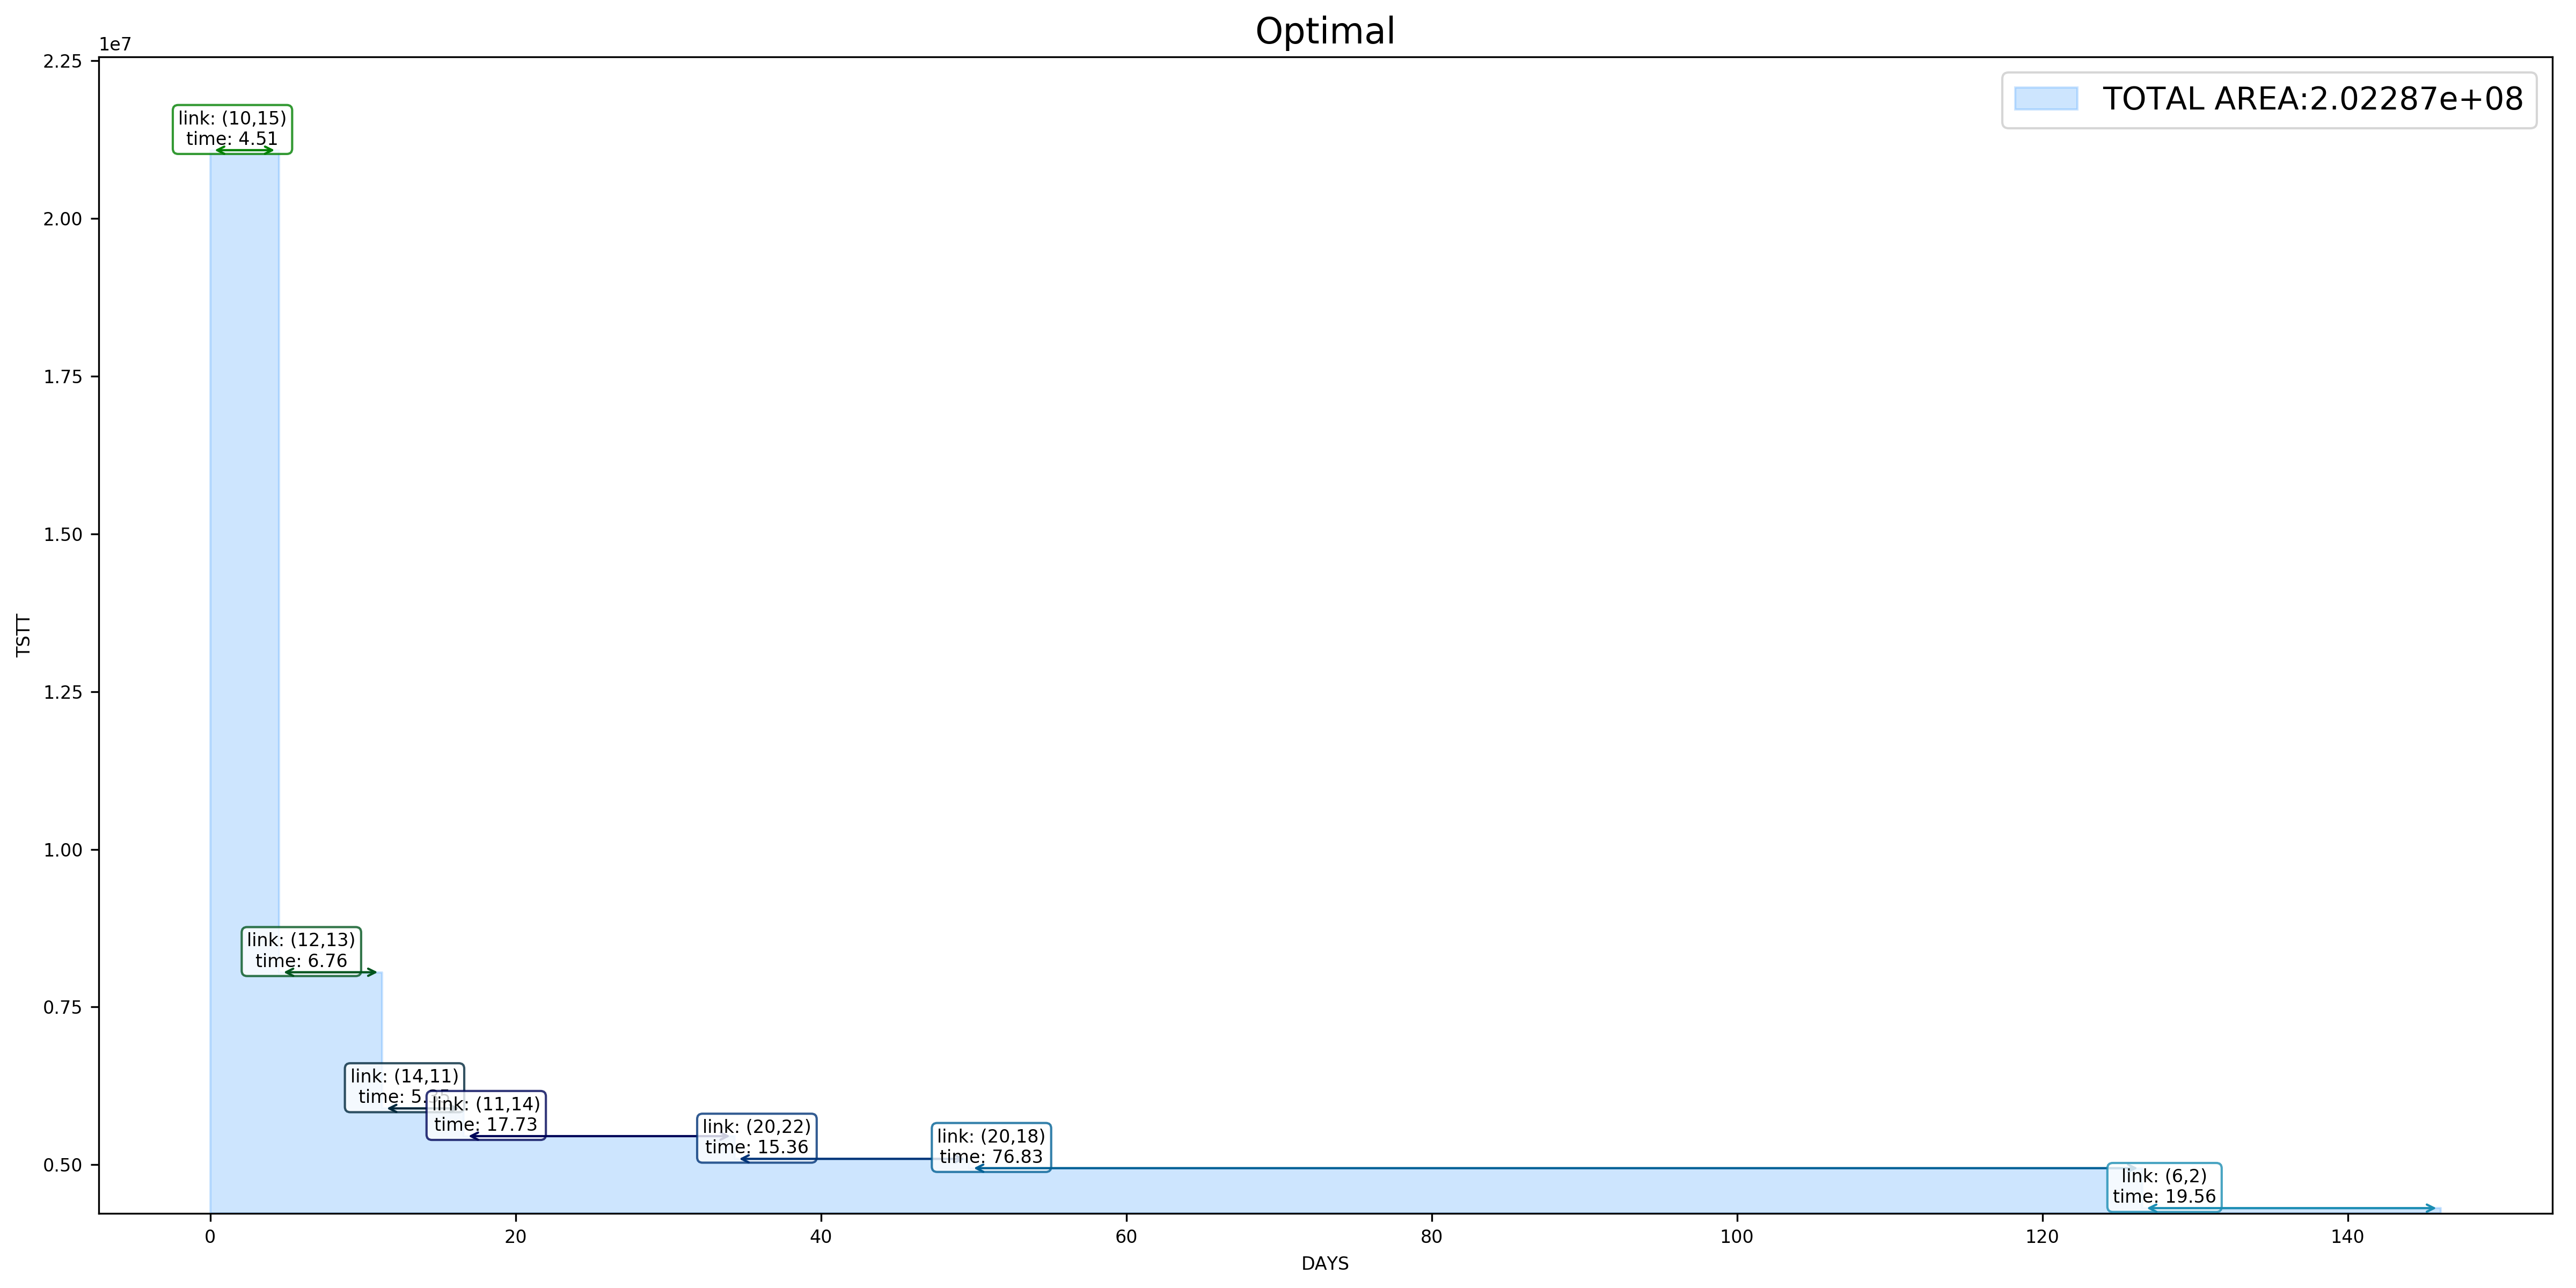 Optimal
1e7
TOTAL AREA:2.02287e+08
2.25
2.00
1.75
1.50
1.25
1.00
0.75
0.50
TSTT
link: (10,15)
time: 4.51
link: (12,13)
time: 6.76
link: (14,11)
time: 5.
link: (11,14)
time: 17.73
link: (20,22)
time: 15.36
link: (20,18)
time: 76.83
link: (6,2)
time: 19.56
0
20
40
60
80
100
120
140
DAYS